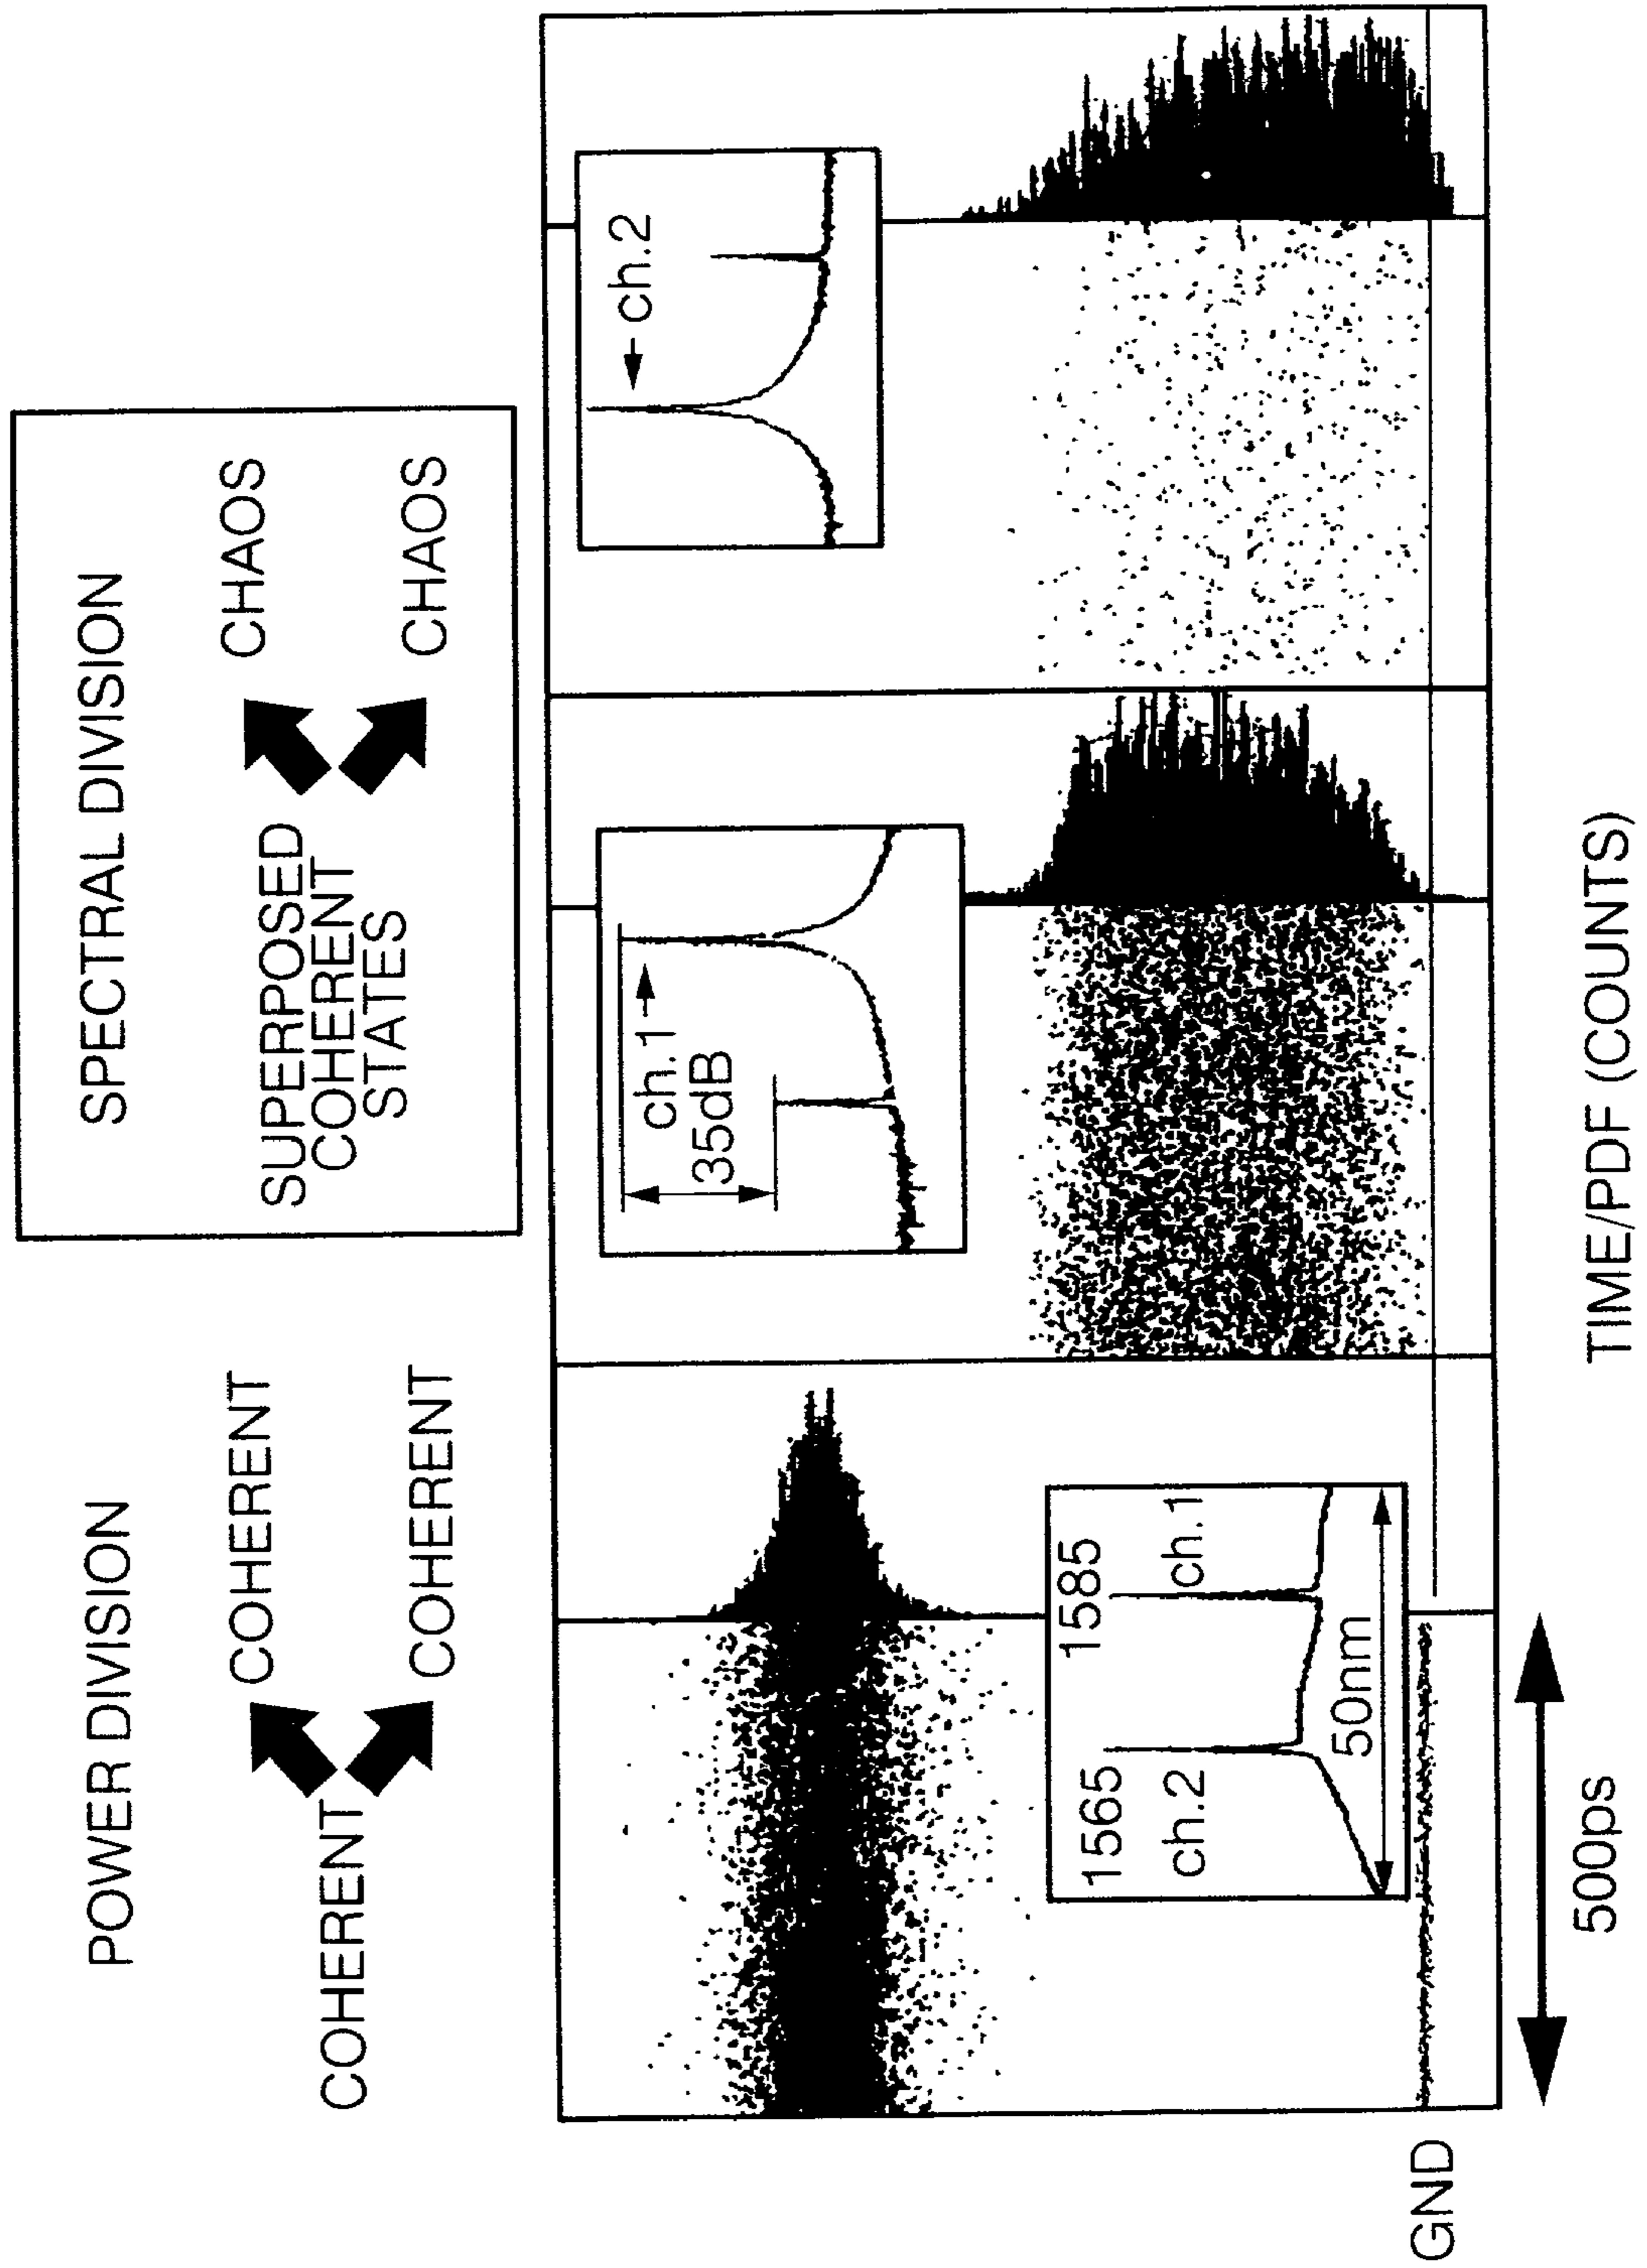 POWER DIVISION
COHERENT
COHERENT
COHERENT
SPECTRAL DIVISION
SUPERPOSED
COHERENT
STATES
CHAOS
CHAOS
1565
ch.2
1585
ch.1
50nm
ch.1
35dB
ch.2
GND
500ps
TIME/PDF (COUNTS)